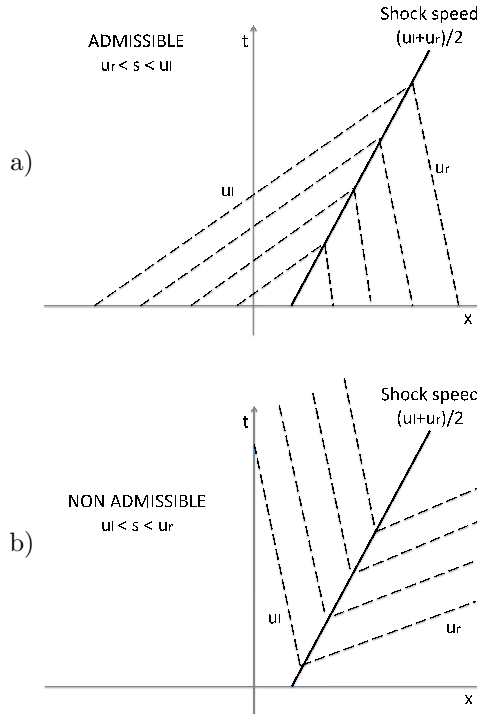 Shock speed
(ul+ur)/2
ADMISSIBLE
ur < s < ul
t
a)
ul
ur
x
Shock speed
(ul+ur)/2
t
NON ADMISSIBLE
ul < s < ur
b)
ul
ur
x